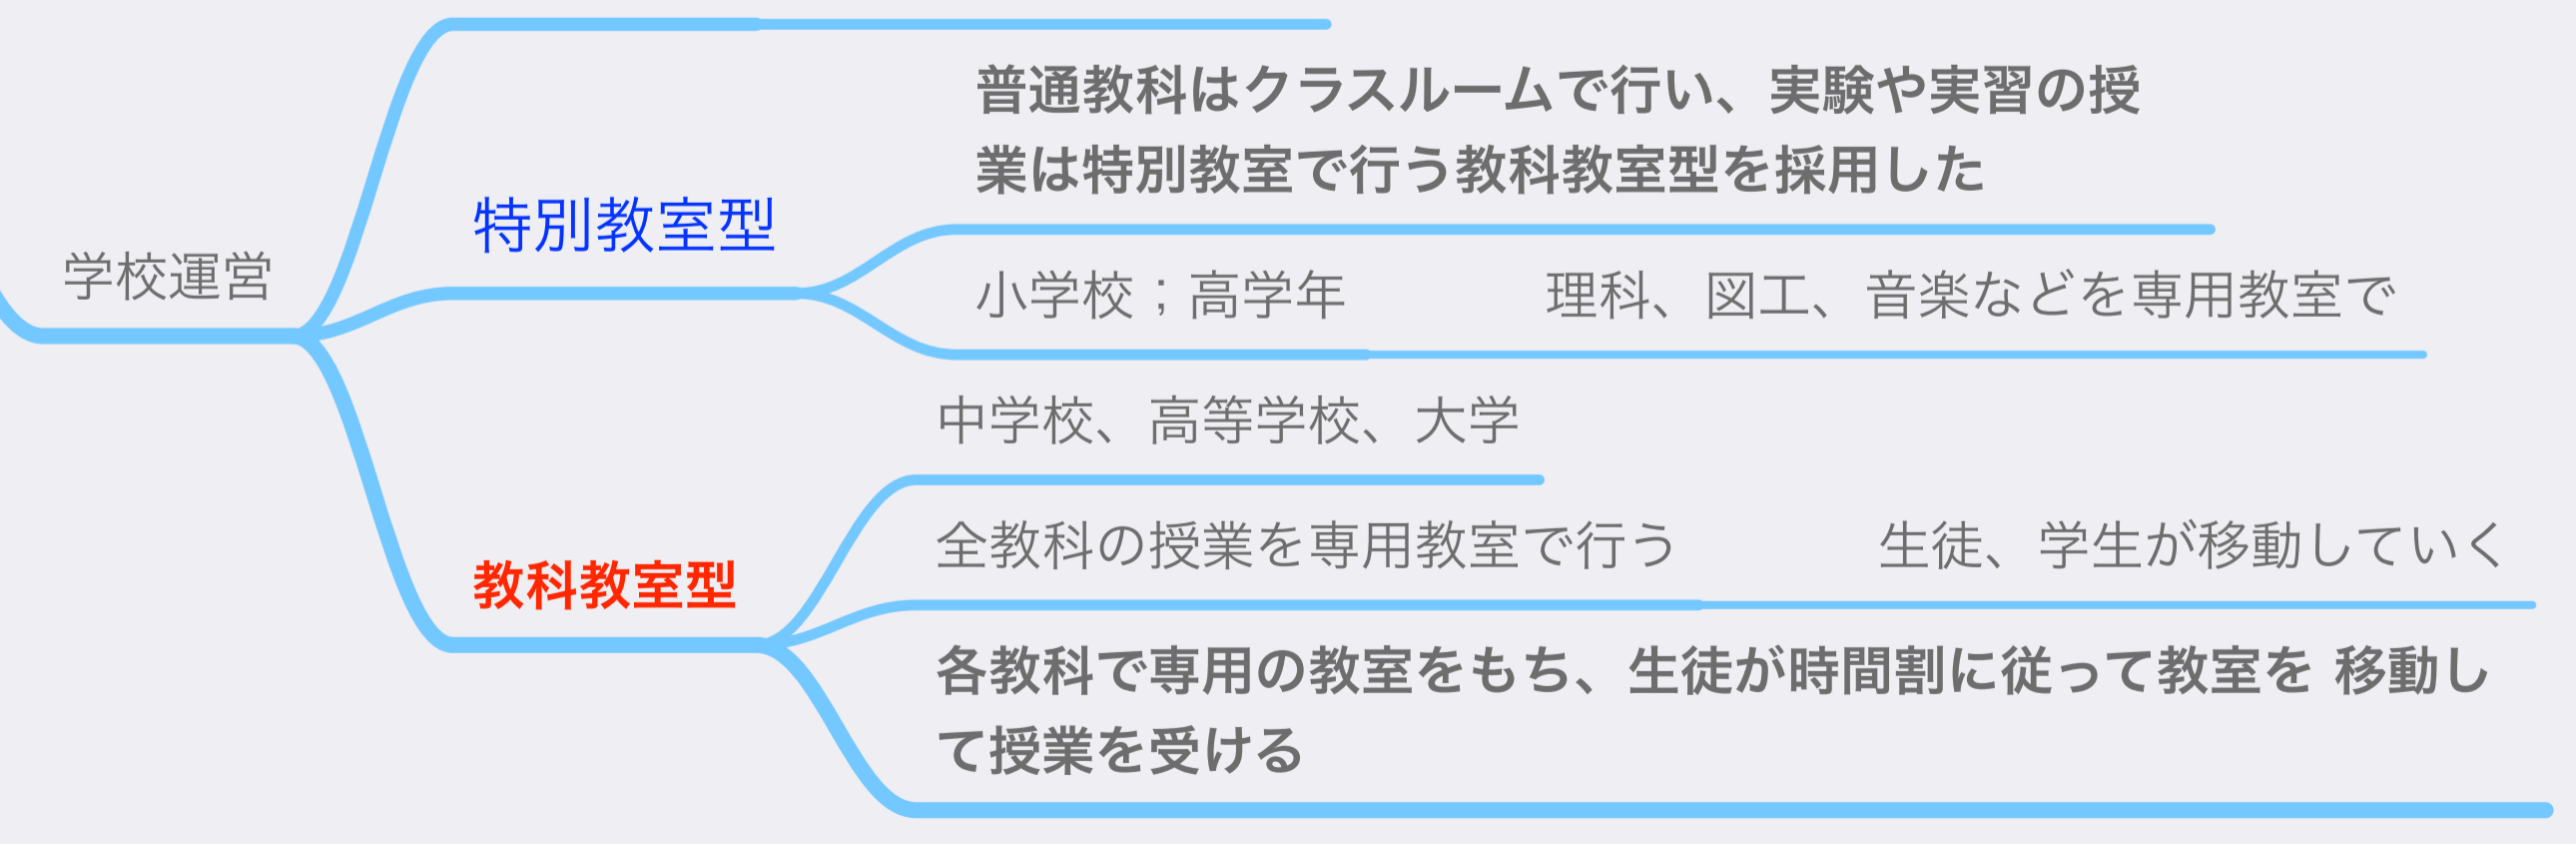 普通教科はクラスルームで行い、実験や実習の授
業は特別教室で行う教科教室型を採用した
特別教室型
学校運営
小学校；高学年
理科、図工、音楽などを専用教室で
中学校、高等学校、大学
全教科の授業を専用教室で行う
生徒、学生が移動していく
教科教室型
各教科で専用の教室をもち、生徒が時間割に従って教室を 移動し
て授業を受ける